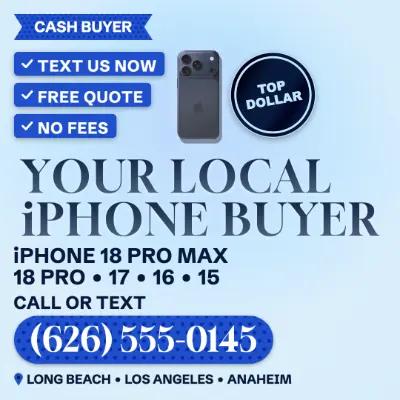 CASH BUYER
✓ TEXT US NOW
✓ FREE QUOTE
✓ NO FEES
TOP
DOLLAR
YOUR LOCAL
iPHONE BUYER
iPHONE 18 PRO MAX
18 PRO • 17 • 16 • 15
CALL OR TEXT
(626) 555-0145
LONG BEACH • LOS ANGELES • ANAHEIM